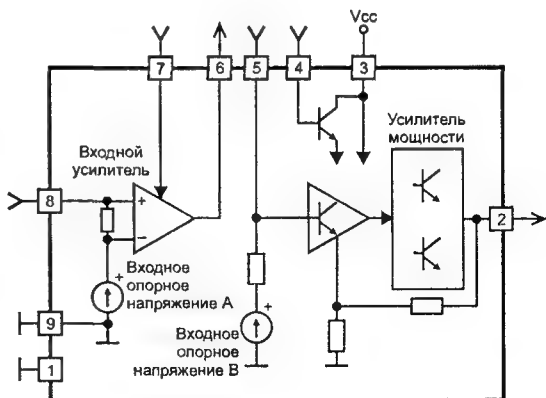 Vcc
7
6
5
4
3
Усилитель
мощности
Входной
усилитель
8
+
−
2
+
Входное
опорное
напряжение А
+
9
Входное
опорное
напряжение В
1